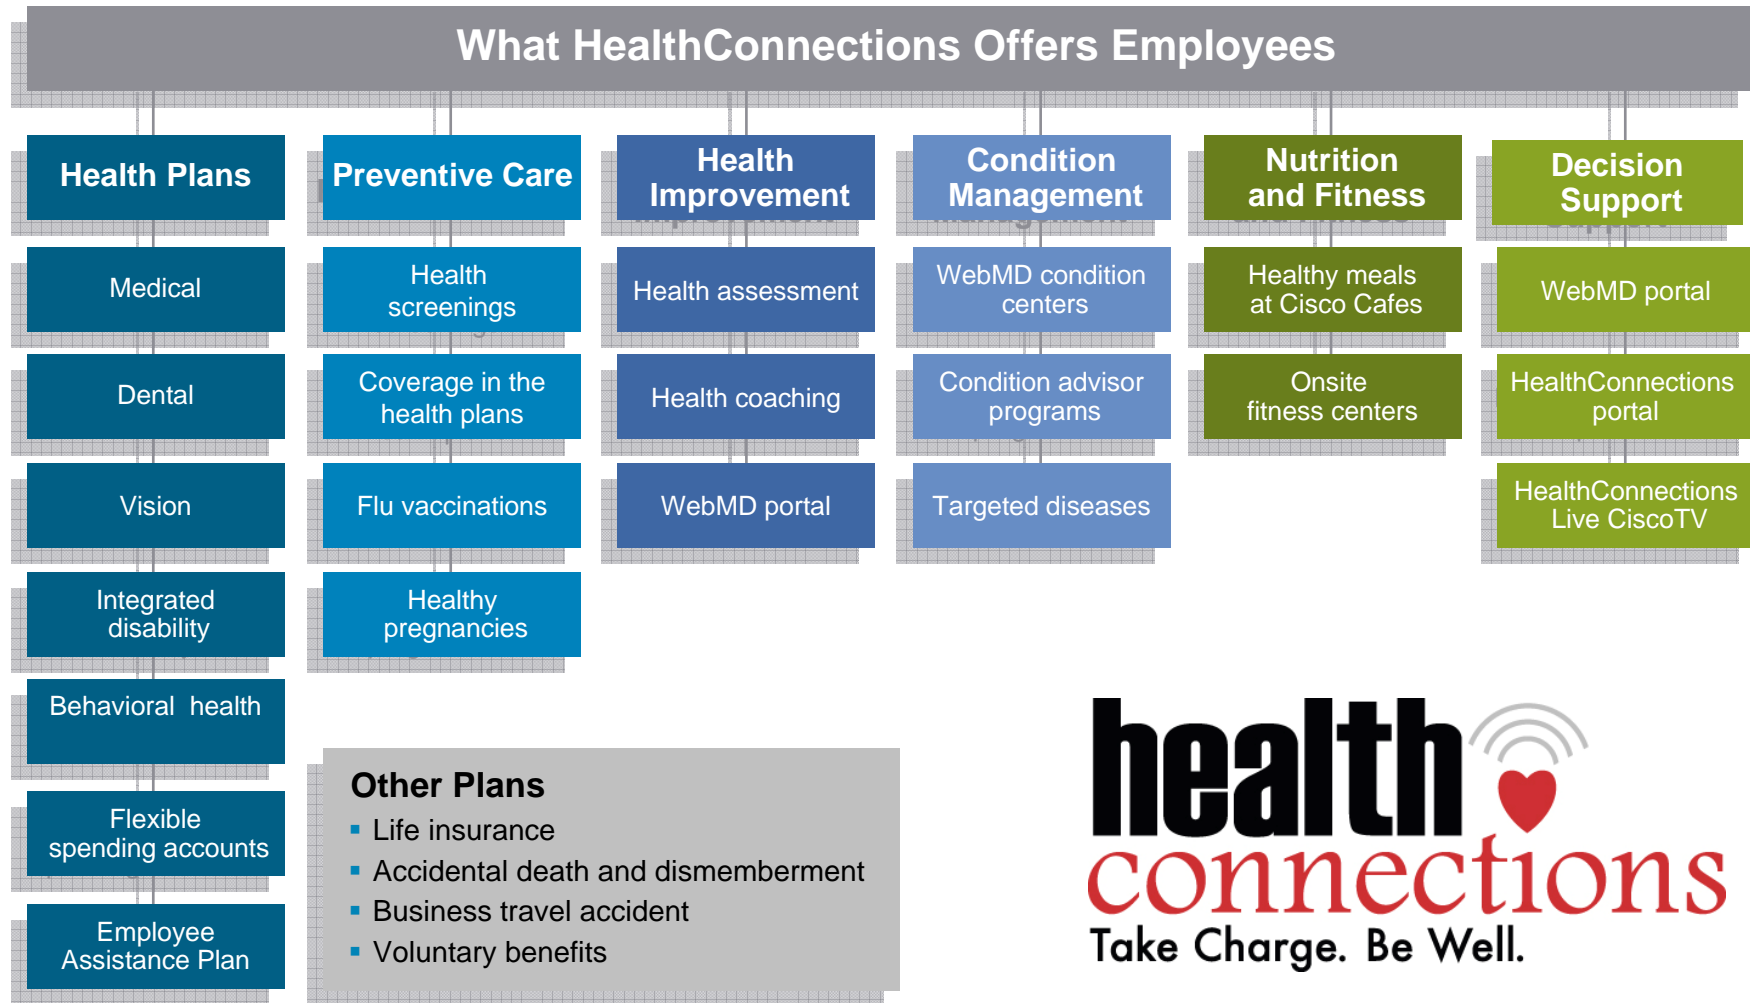 What HealthConnections Offers Employees
Health Plans
Medical
Dental
Vision
Integrated
disability
Behavioral  health
Flexible
spending accounts
Employee
Assistance Plan
Preventive Care
Health
screenings
Coverage in the
health plans
Flu vaccinations
Healthy
pregnancies
Health
Improvement
Health assessment
Health coaching
WebMD portal
Condition
Management
WebMD condition
centers
Condition advisor
programs
Targeted diseases
Nutrition
and Fitness
Healthy meals
at Cisco Cafes
Onsite
fitness centers
Decision
Support
WebMD portal
HealthConnections
portal
HealthConnections
Live CiscoTV
Other Plans
▪ Life insurance
▪ Accidental death and dismemberment
▪ Business travel accident
▪ Voluntary benefits
health
connections
Take Charge. Be Well.